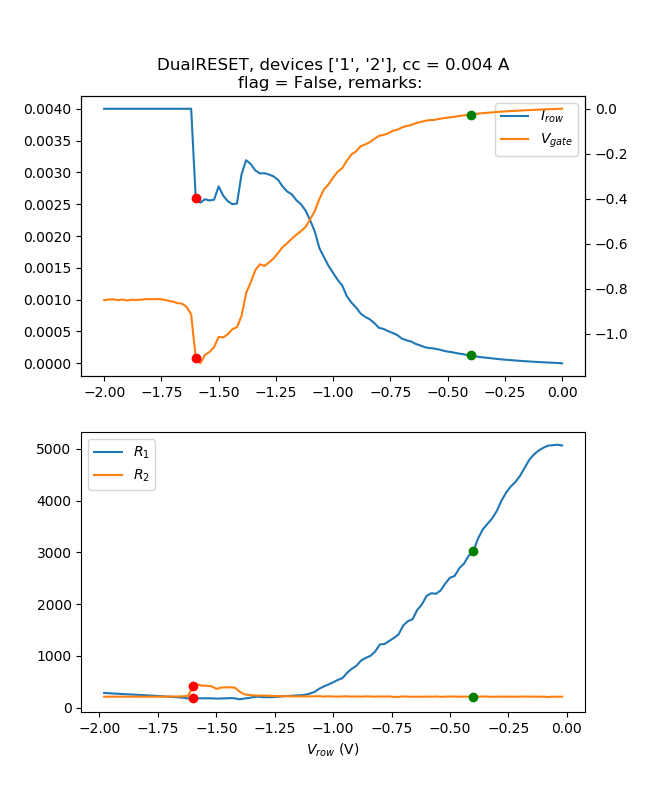 DualRESET, devices ['1', '2'], cc = 0.004 A
flag = False, remarks:
0.0040
0.0035
0.0030
0.0025
0.0020
0.0015
0.0010
0.0005
0.0000
0.0
−0.2
−0.4
−0.6
−0.8
−1.0
I_row
V_gate
−2.00 −1.75 −1.50 −1.25 −1.00 −0.75 −0.50 −0.25 0.00
5000
4000
3000
2000
1000
0
R_1
R_2
−2.00 −1.75 −1.50 −1.25 −1.00 −0.75 −0.50 −0.25 0.00
V_row (V)